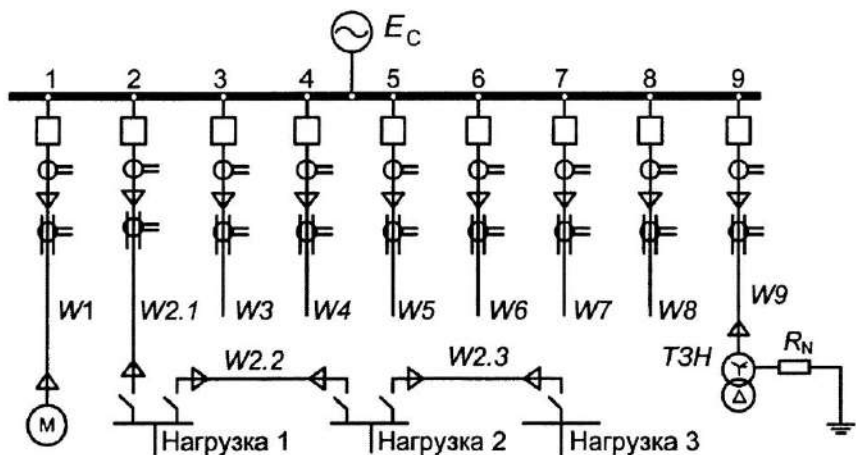 E_C
1 2 3 4 5 6 7 8 9
W1 W2.1 W3 W4 W5 W6 W7 W8 W9
W2.2 W2.3 ТЗН R_N
М
Нагрузка 1 Нагрузка 2 Нагрузка 3